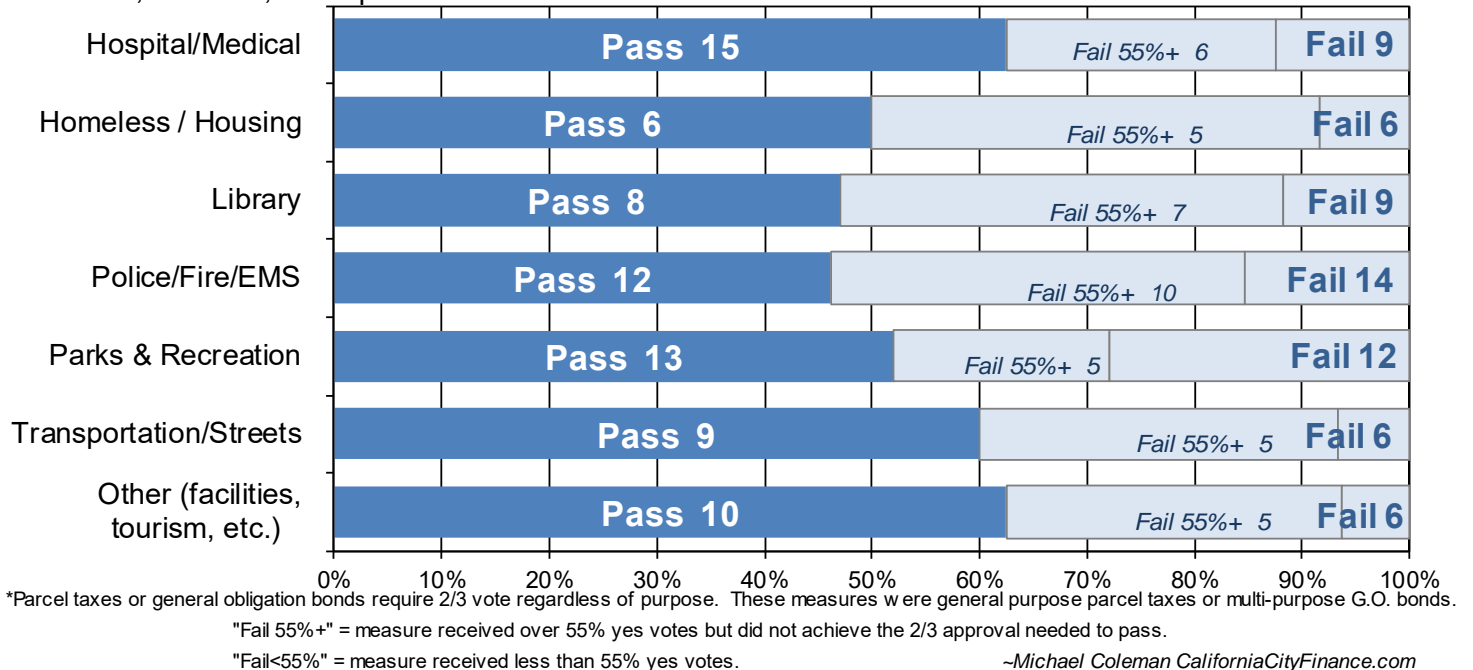 Hospital/Medical
Pass 15
Fail 55%+ 6
Fail 9
Homeless / Housing
Pass 6
Fail 55%+ 5
Fail 6
Library
Pass 8
Fail 55%+ 7
Fail 9
Police/Fire/EMS
Pass 12
Fail 55%+ 10
Fail 14
Parks & Recreation
Pass 13
Fail 55%+ 5
Fail 12
Transportation/Streets
Pass 9
Fail 55%+ 5
Fail 6
Other (facilities,
tourism, etc.)
Pass 10
Fail 55%+ 5
Fail 6
0% 10% 20% 30% 40% 50% 60% 70% 80% 90% 100%
*Parcel taxes or general obligation bonds require 2/3 vote regardless of purpose. These measures were general purpose parcel taxes or multi-purpose G.O. bonds.
"Fail 55%+" = measure received over 55% yes votes but did not achieve the 2/3 approval needed to pass.
"Fail<55%" = measure received less than 55% yes votes.
~Michael Coleman CaliforniaCityFinance.com